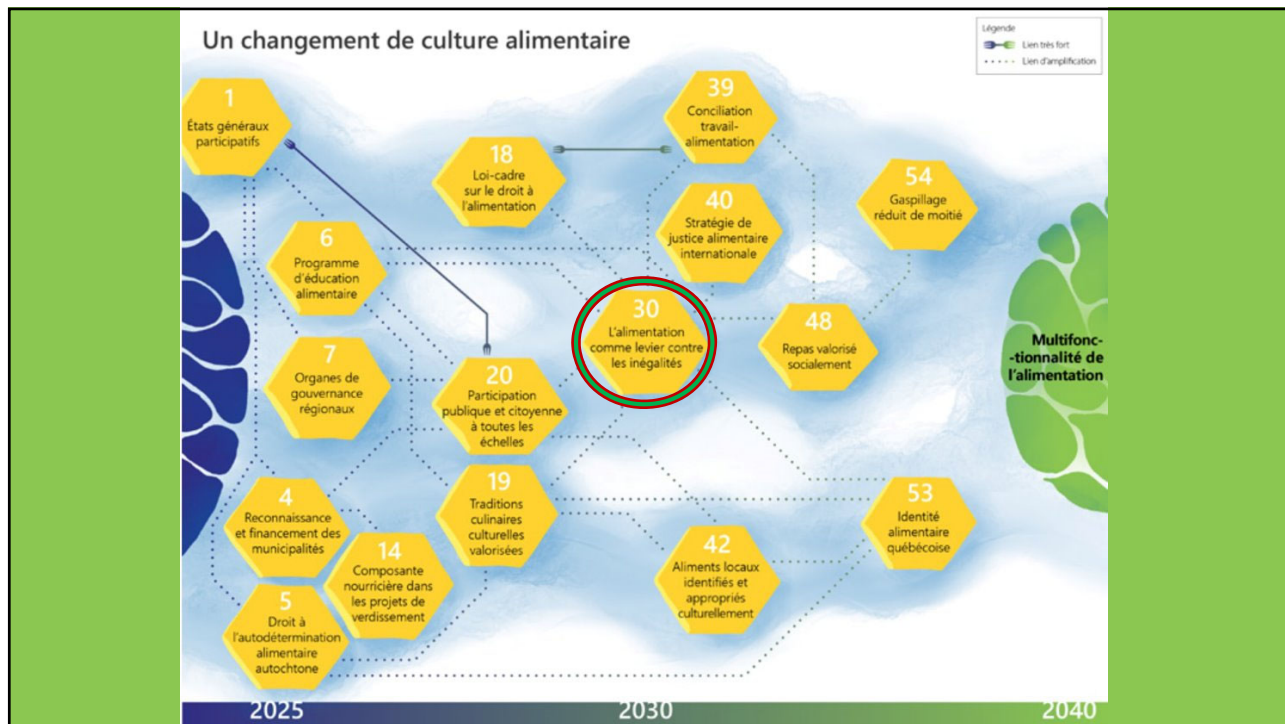 Un changement de culture alimentaire
Légende
Lien très fort
Lien d'amplification
1
États généraux
participatifs
39
Conciliation
travail-
alimentation
18
Loi-cadre
sur le droit à
l'alimentation
54
Gaspillage
réduit de moitié
40
Stratégie de
justice alimentaire
internationale
6
Programme
d'éducation
alimentaire
30
L'alimentation
comme levier contre
les inégalités
48
Repas valorisé
socialement
Multifonc-
-tionnalité de
l'alimentation
7
Organes de
gouvernance
régionaux
20
Participation
publique et citoyenne
à toutes les
échelles
19
Traditions
culinaires
culturelles
valorisées
53
Identité
alimentaire
québécoise
4
Reconnaissance
et financement des
municipalités
14
Composante
nourricière dans
les projets de
verdissement
42
Aliments locaux
identifiés et
appropriés
culturellement
5
Droit à
l'autodétermination
alimentaire
autochtone
2025
2030
2040